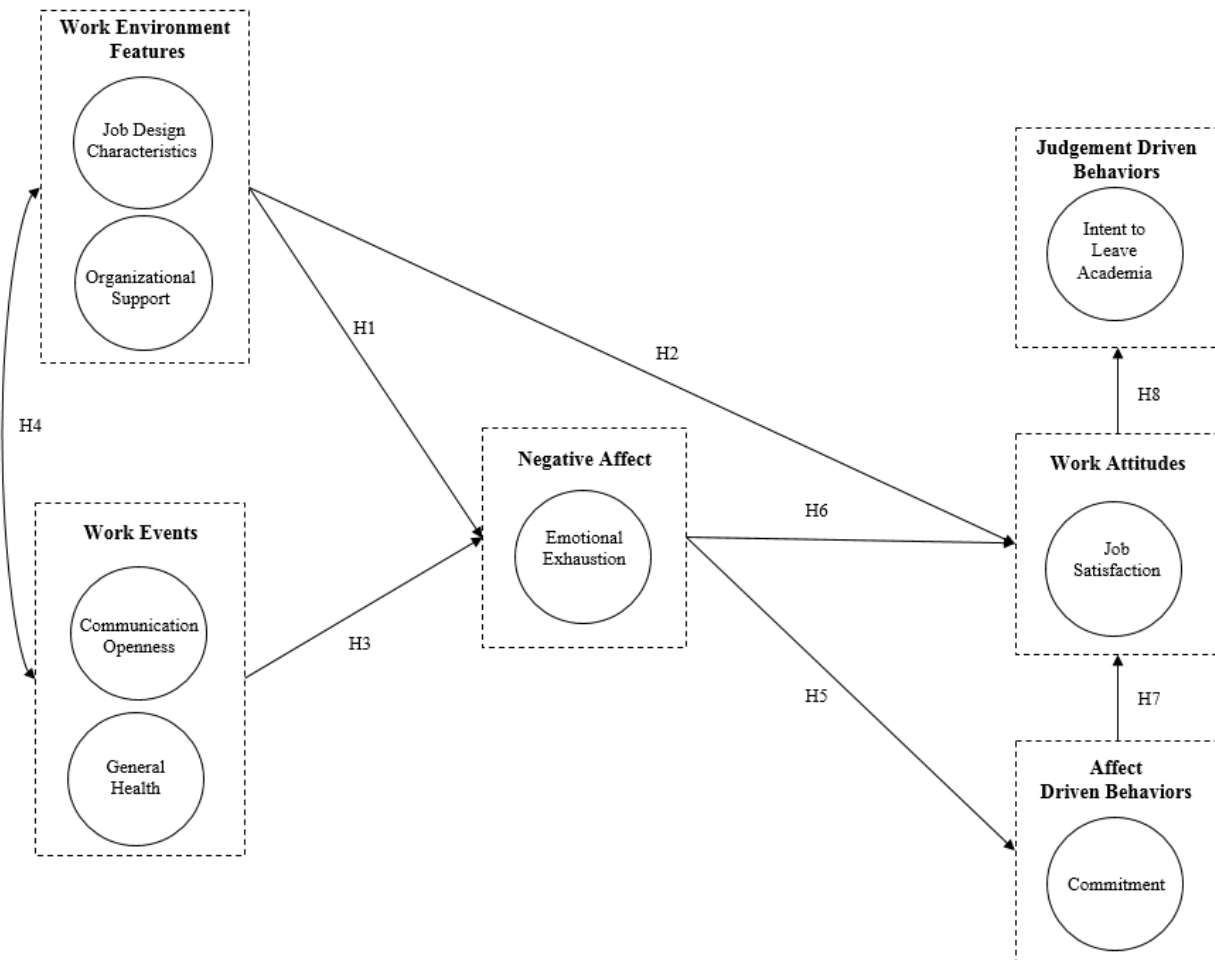 Work Environment
Features
Job Design
Characteristics
Organizational
Support
H1
H2
H4
Work Events
Communication
Openness
General
Health
H3
Negative Affect
Emotional
Exhaustion
H6
H5
Judgement Driven
Behaviors
Intent to
Leave
Academia
H8
Work Attitudes
Job
Satisfaction
H7
Affect
Driven Behaviors
Commitment